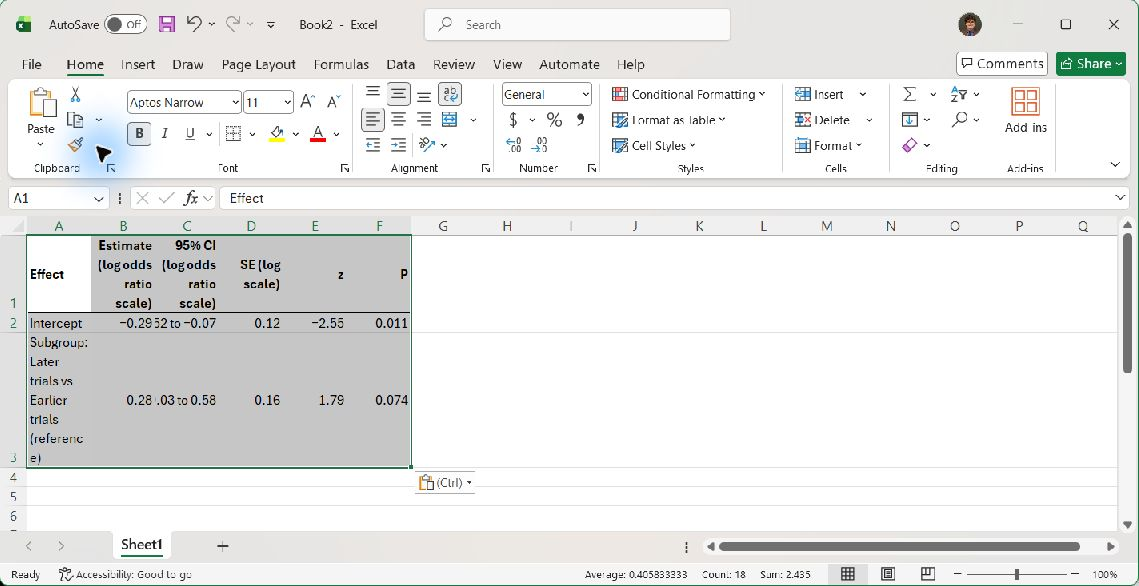 AutoSave Off Book2 - Excel Search
File Home Insert Draw Page Layout Formulas Data Review View Automate Help Comments Share
Paste
Aptos Narrow 11 A A
B I U A
ab
General
$ % 9
.00 .00
Conditional Formatting
Format as Table
Cell Styles
Insert
Delete
Format
Add-ins
Clipboard Font Alignment Number Styles Cells Editing Add-ins
A1 fx Effect
A B C D E F G H I J K L M N O P Q
1 Effect Estimate (log odds ratio scale) 95% CI (log odds ratio scale) SE (log scale) z P
2 Intercept −0.29 52 to −0.07 0.12 −2.55 0.011
3 Subgroup: Later trials vs Earlier trials (reference) 0.28 .03 to 0.58 0.16 1.79 0.074
4
(Ctrl)
5
6
Sheet1
Ready Accessibility: Good to go Average: 0.405833333 Count: 18 Sum: 2.435 100%